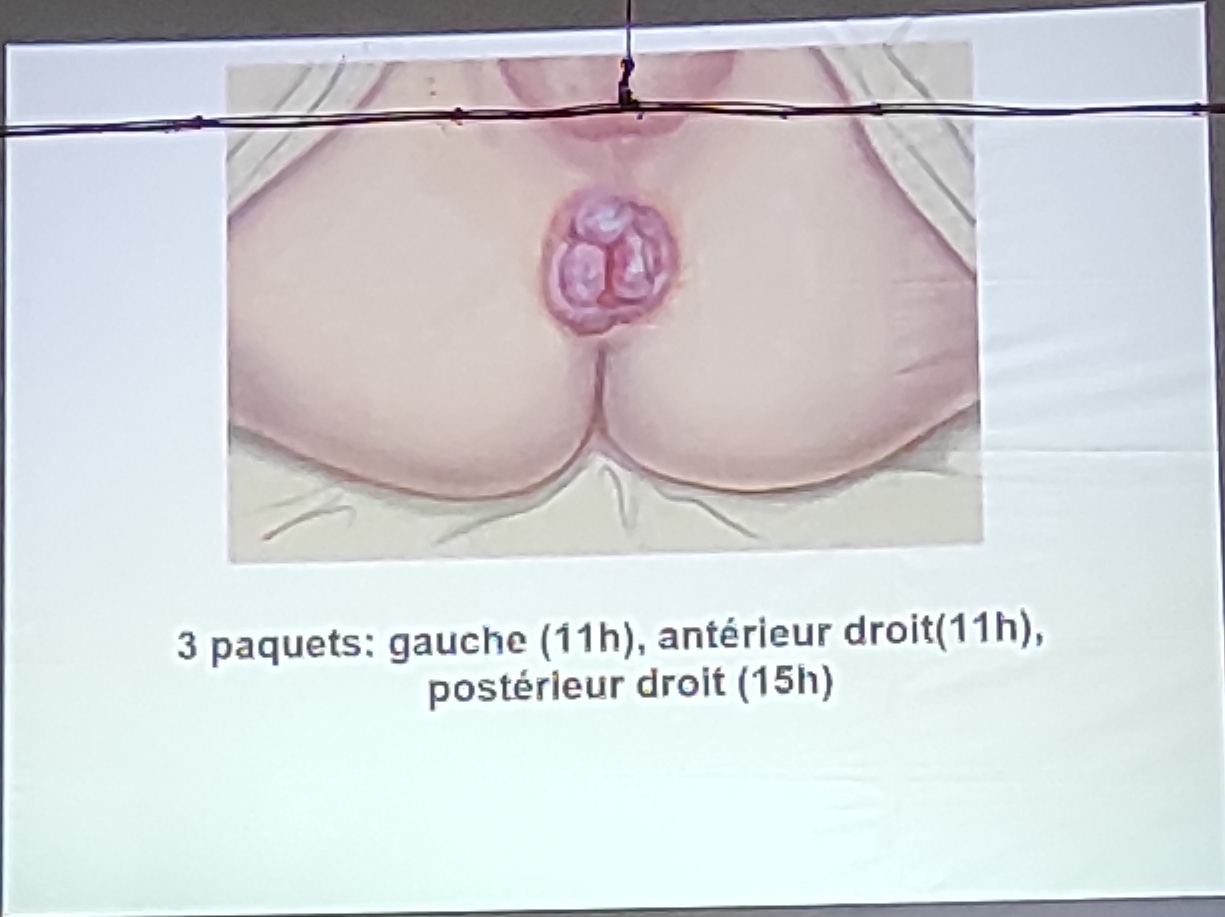 3 paquets: gauche (11h), antérieur droit(11h),
postérieur droit (15h)